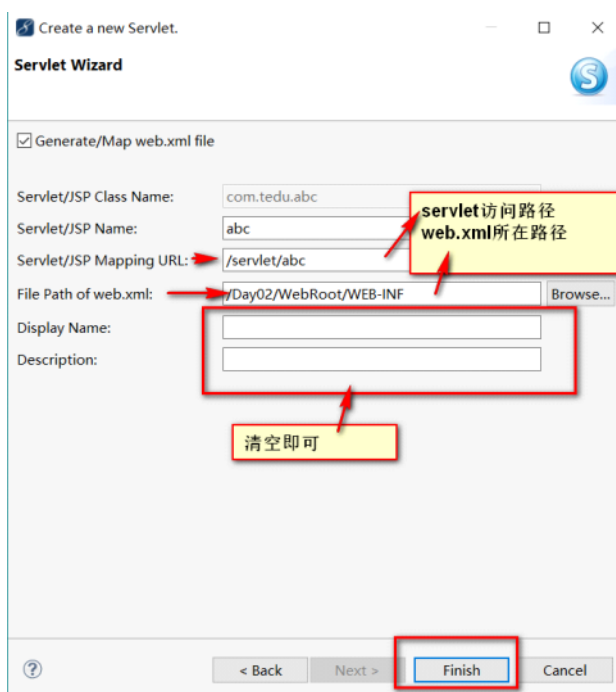 Create a new Servlet.
Servlet Wizard
Generate/Map web.xml file
Servlet/JSP Class Name:
com.tedu.abc
Servlet/JSP Name:
abc
Servlet/JSP Mapping URL:
/servlet/abc
servlet访问路径
web.xml所在路径
File Path of web.xml:
/Day02/WebRoot/WEB-INF
Browse...
Display Name:
Description:
清空即可
< Back
Next >
Finish
Cancel